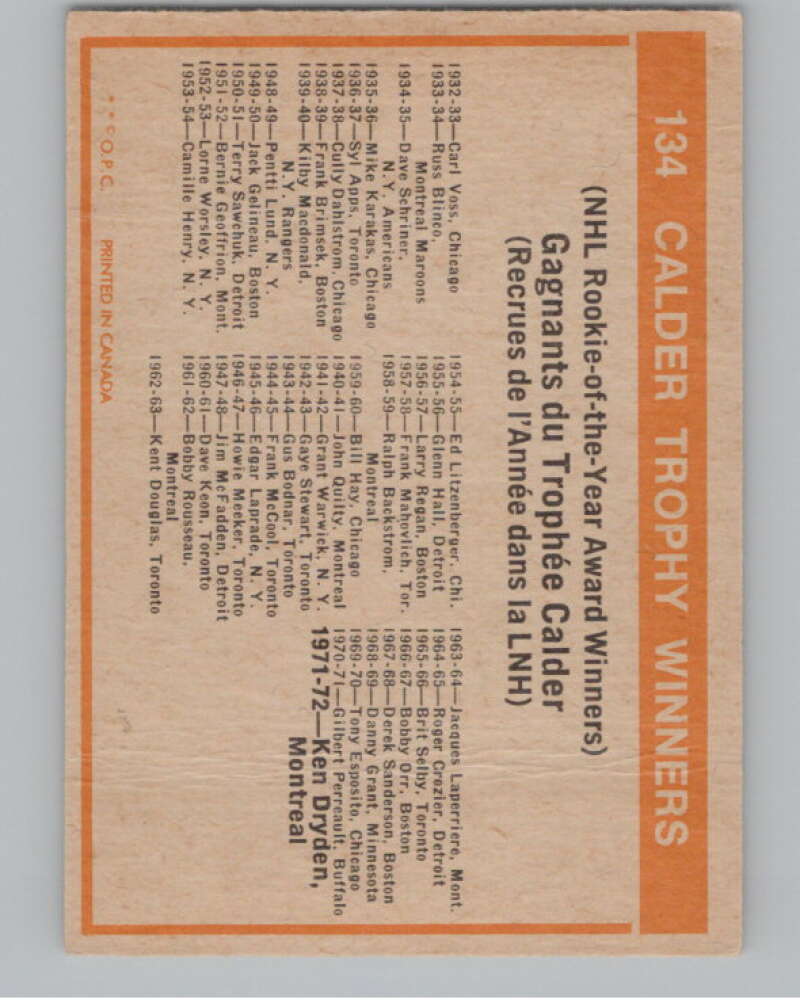 134 CALDER TROPHY WINNERS
(NHL Rookie-of-the-Year Award Winners)
Gagnants du Trophée Calder
(Recrues de l'Année dans la LNH)
1932-33—Carl Voss, Chicago
1933-34—Russ Blinco,
Montreal Maroons
1934-35—Dave Schriner,
N.Y. Americans
1935-36—Mike Karakas, Chicago
1936-37—Syl Apps, Toronto
1937-38—Cully Dahlstrom, Chicago
1938-39—Frank Brimsek, Boston
1939-40—Kilby Macdonald,
N.Y. Rangers
1948-49—Pentti Lund, N. Y.
1949-50—Jack Gelineau, Boston
1950-51—Terry Sawchuk, Detroit
1951-52—Bernie Geoffrion, Mont.
1952-53—Lorne Worsley, N. Y.
1953-54—Camille Henry, N. Y.
1954-55—Ed Litzenberger, Chi.
1955-56—Glenn Hall, Detroit
1956-57—Larry Regan, Boston
1957-58—Frank Mahovlich, Tor.
1958-59—Ralph Backstrom,
Montreal
1959-60—Bill Hay, Chicago
1940-41—John Quilty, Montreal
1941-42—Grant Warwick, N. Y.
1942-43—Gaye Stewart, Toronto
1943-44—Gus Bodnar, Toronto
1944-45—Frank McCool, Toronto
1945-46—Edgar Laprade, N. Y.
1946-47—Howie Meeker, Toronto
1947-48—Jim McFadden, Detroit
1960-61—Dave Keon, Toronto
1961-62—Bobby Rousseau,
Montreal
1962-63—Kent Douglas, Toronto
1963-64—Jacques Laperriere, Mont.
1964-65—Roger Crozier, Detroit
1965-66—Brit Selby, Toronto
1966-67—Bobby Orr, Boston
1967-68—Derek Sanderson, Boston
1968-69—Danny Grant, Minnesota
1969-70—Tony Esposito, Chicago
1970-71—Gilbert Perreault, Buffalo
1971-72—Ken Dryden,
Montreal
* * © O.P.C. PRINTED IN CANADA